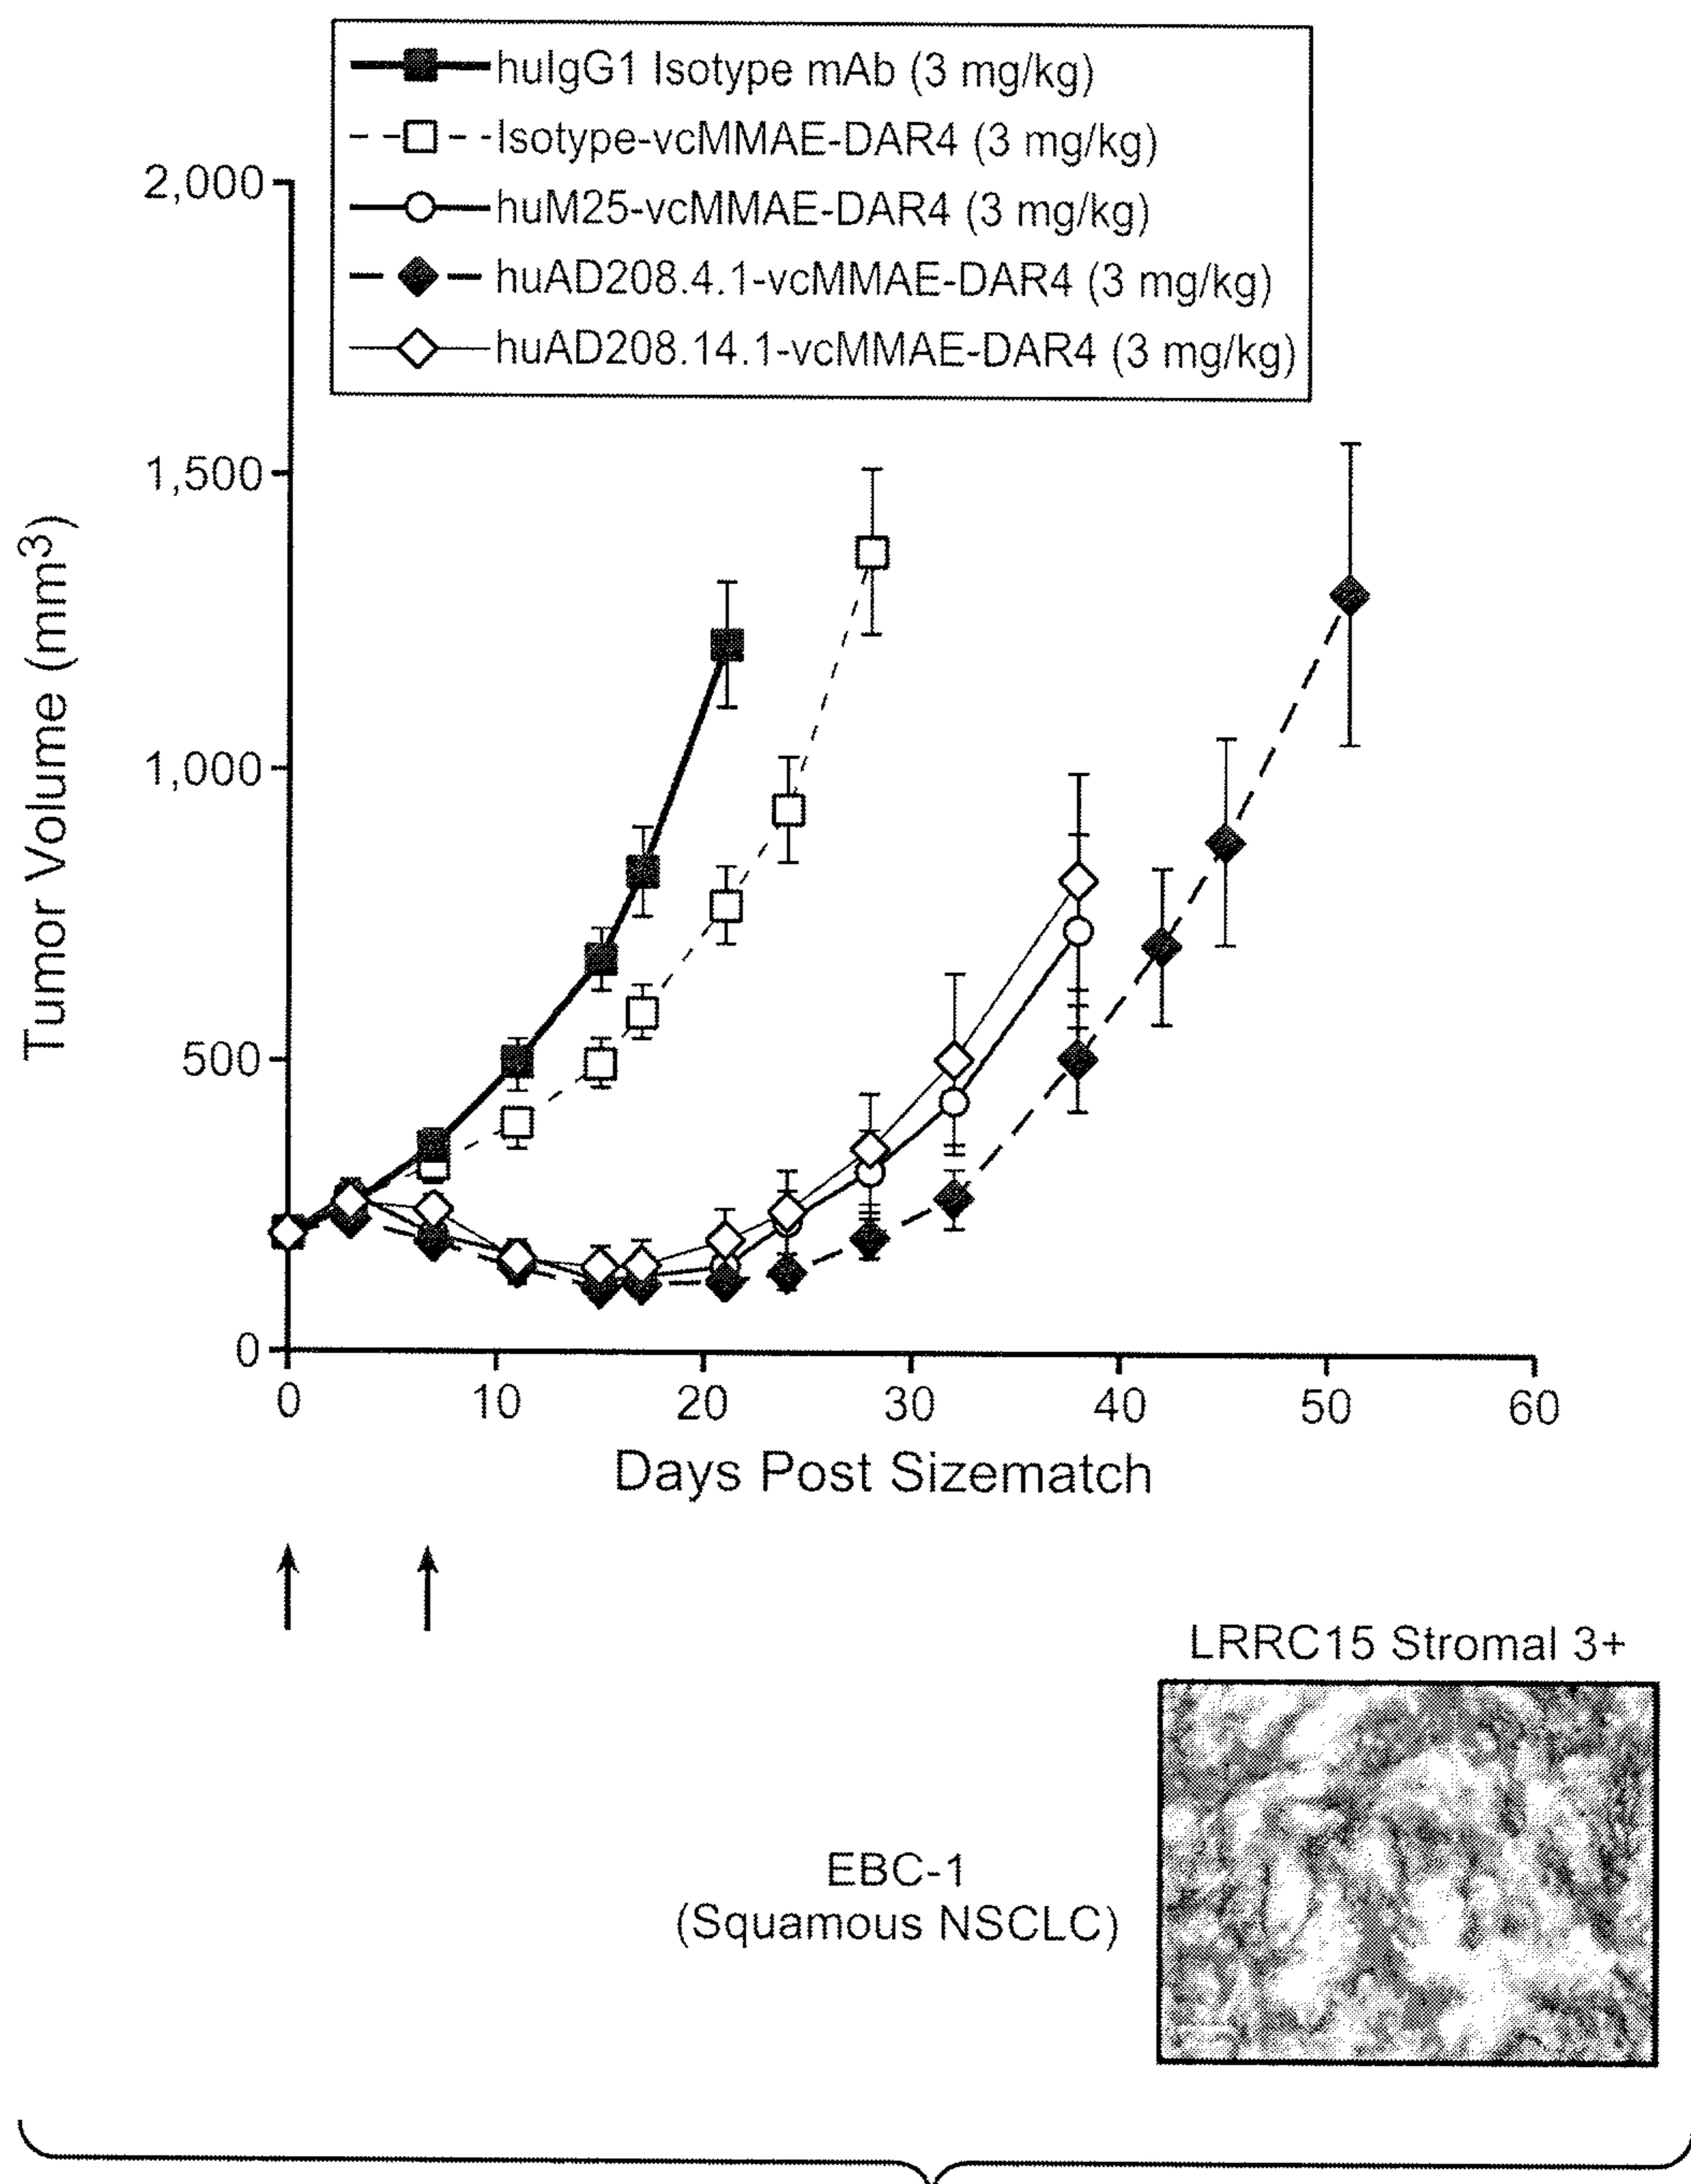 huIgG1 Isotype mAb (3 mg/kg)
Isotype-vcMMAE-DAR4 (3 mg/kg)
huM25-vcMMAE-DAR4 (3 mg/kg)
huAD208.4.1-vcMMAE-DAR4 (3 mg/kg)
huAD208.14.1-vcMMAE-DAR4 (3 mg/kg)
2,000
1,500
1,000
500
0
Tumor Volume (mm³)
0 10 20 30 40 50 60
Days Post Sizematch
LRRC15 Stromal 3+
EBC-1
(Squamous NSCLC)